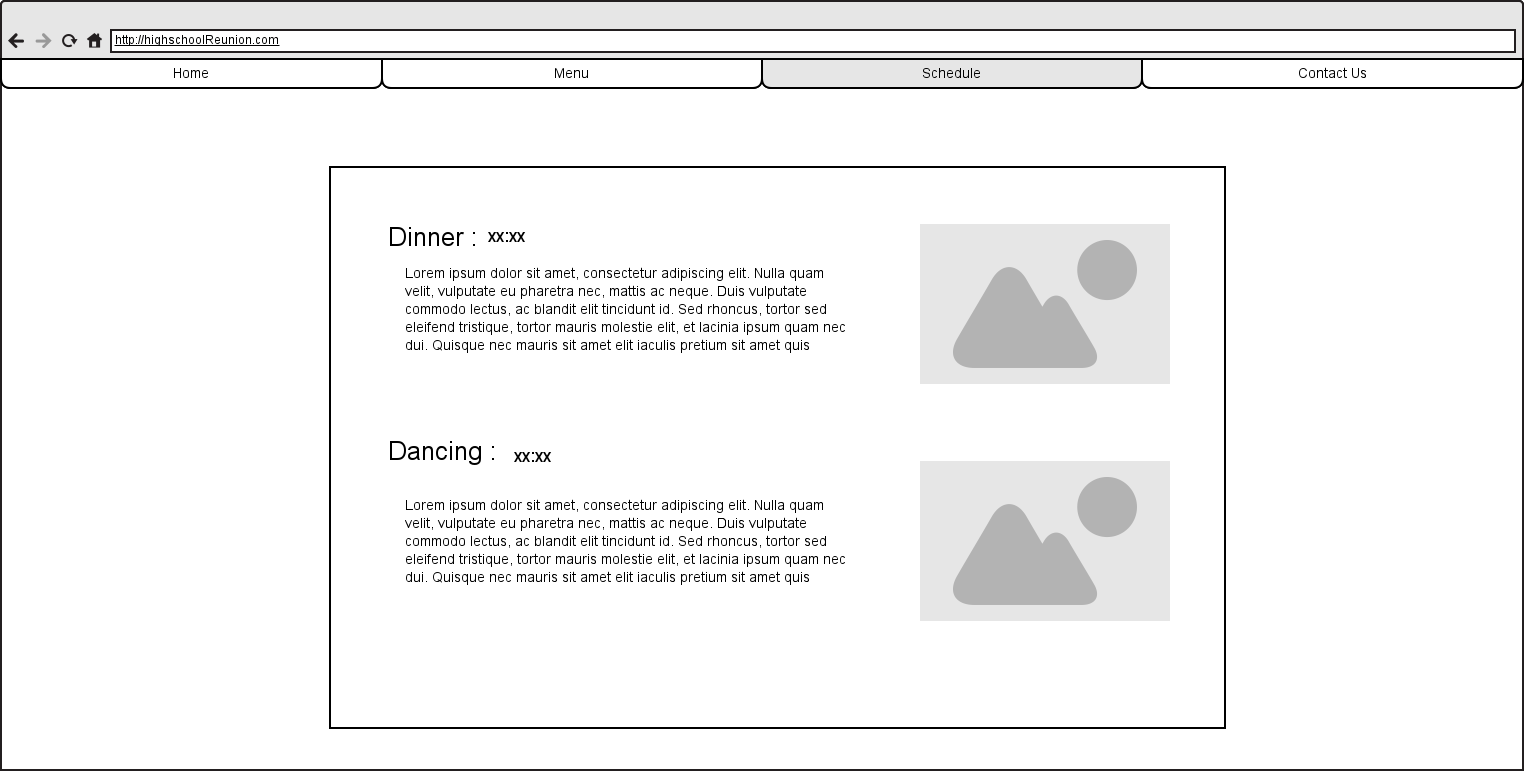 http://highschoolReunion.com
Home Menu Schedule Contact Us
Dinner : xx:xx
Lorem ipsum dolor sit amet, consectetur adipiscing elit. Nulla quam
velit, vulputate eu pharetra nec, mattis ac neque. Duis vulputate
commodo lectus, ac blandit elit tincidunt id. Sed rhoncus, tortor sed
eleifend tristique, tortor mauris molestie elit, et lacinia ipsum quam nec
dui. Quisque nec mauris sit amet elit iaculis pretium sit amet quis
Dancing : xx:xx
Lorem ipsum dolor sit amet, consectetur adipiscing elit. Nulla quam
velit, vulputate eu pharetra nec, mattis ac neque. Duis vulputate
commodo lectus, ac blandit elit tincidunt id. Sed rhoncus, tortor sed
eleifend tristique, tortor mauris molestie elit, et lacinia ipsum quam nec
dui. Quisque nec mauris sit amet elit iaculis pretium sit amet quis